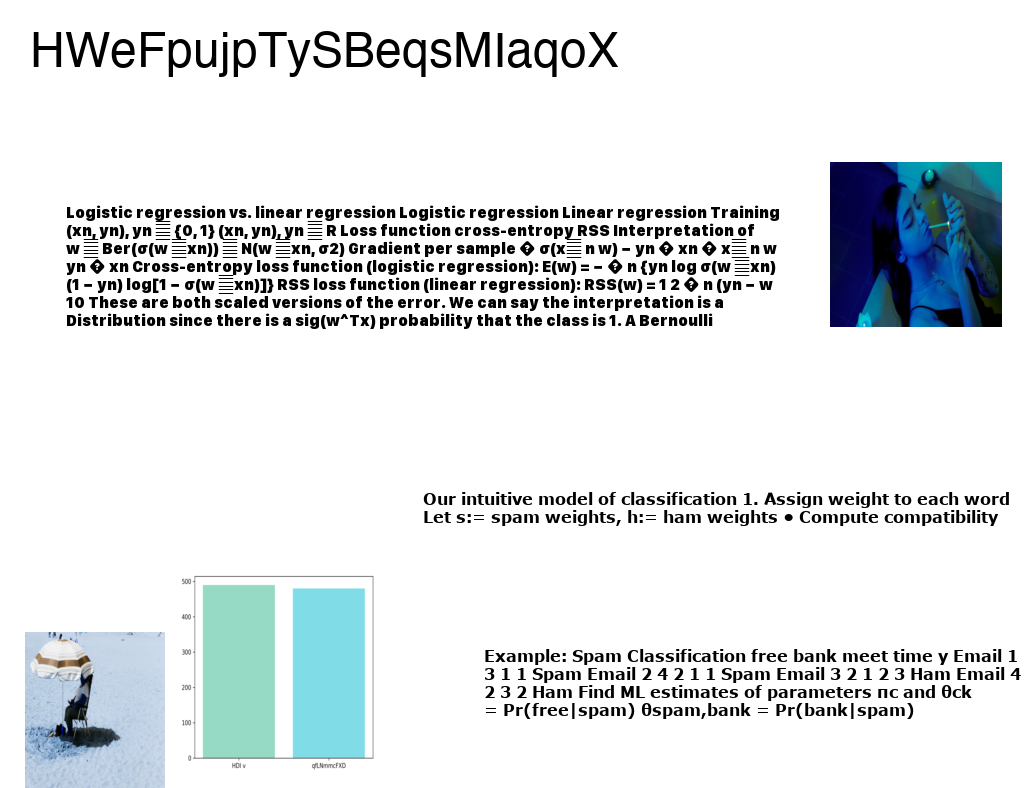 HWeFpujpTySBeqsMIaqoX
Logistic regression vs. linear regression Logistic regression Linear regression Training
(xn, yn), yn {0, 1} (xn, yn), yn R Loss function cross-entropy RSS Interpretation of
w Ber(σ(w xn)) N(w xn, σ2) Gradient per sample � σ(x n w) − yn � xn � x n w
yn � xn Cross-entropy loss function (logistic regression): E(w) = − � n {yn log σ(w xn)
(1 − yn) log[1 − σ(w xn)]} RSS loss function (linear regression): RSS(w) = 1 2 � n (yn − w
10 These are both scaled versions of the error. We can say the interpretation is a
Distribution since there is a sig(w^Tx) probability that the class is 1. A Bernoulli
Our intuitive model of classification 1. Assign weight to each word
Let s:= spam weights, h:= ham weights • Compute compatibility
500
400
300
200
100
0
HDI v
qfLNmmcFXD
Example: Spam Classification free bank meet time y Email 1
3 1 1 Spam Email 2 4 2 1 1 Spam Email 3 2 1 2 3 Ham Email 4
2 3 2 Ham Find ML estimates of parameters πc and θck
= Pr(free|spam) θspam,bank = Pr(bank|spam)